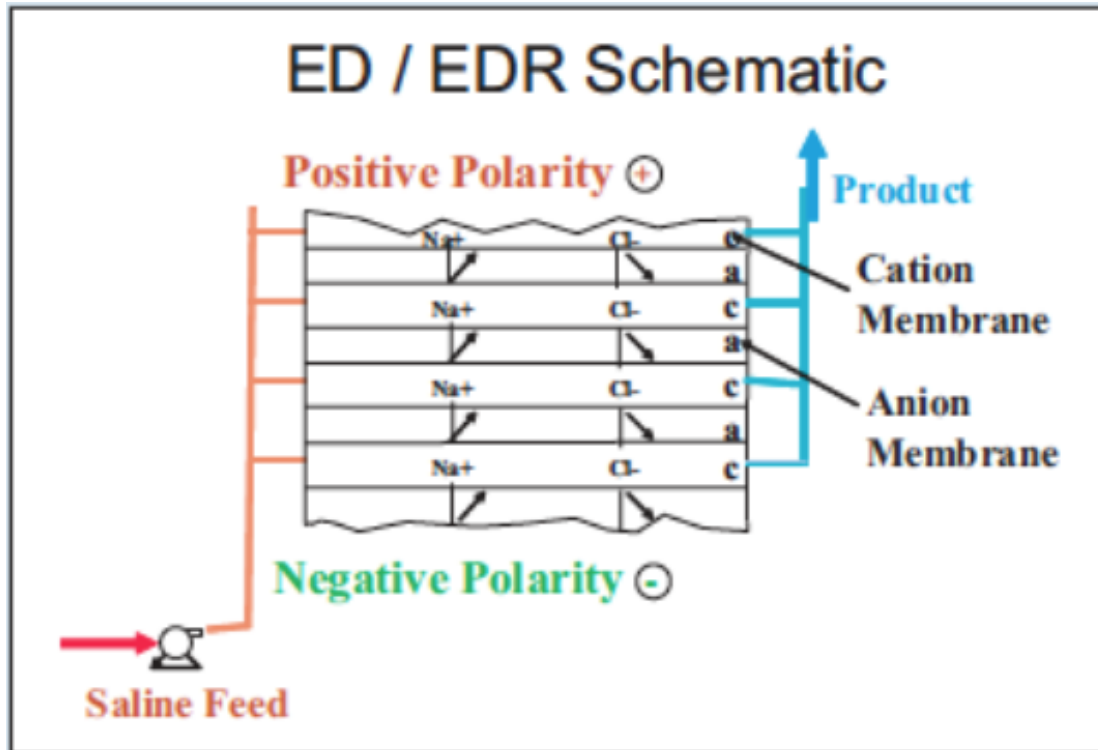 ED / EDR Schematic
Positive Polarity +
Product
Na+ Cl- c
a
Cation
Membrane
Na+ Cl- c
a
Na+ Cl- c
Anion
a
Membrane
Na+ Cl- c
Negative Polarity -
Saline Feed